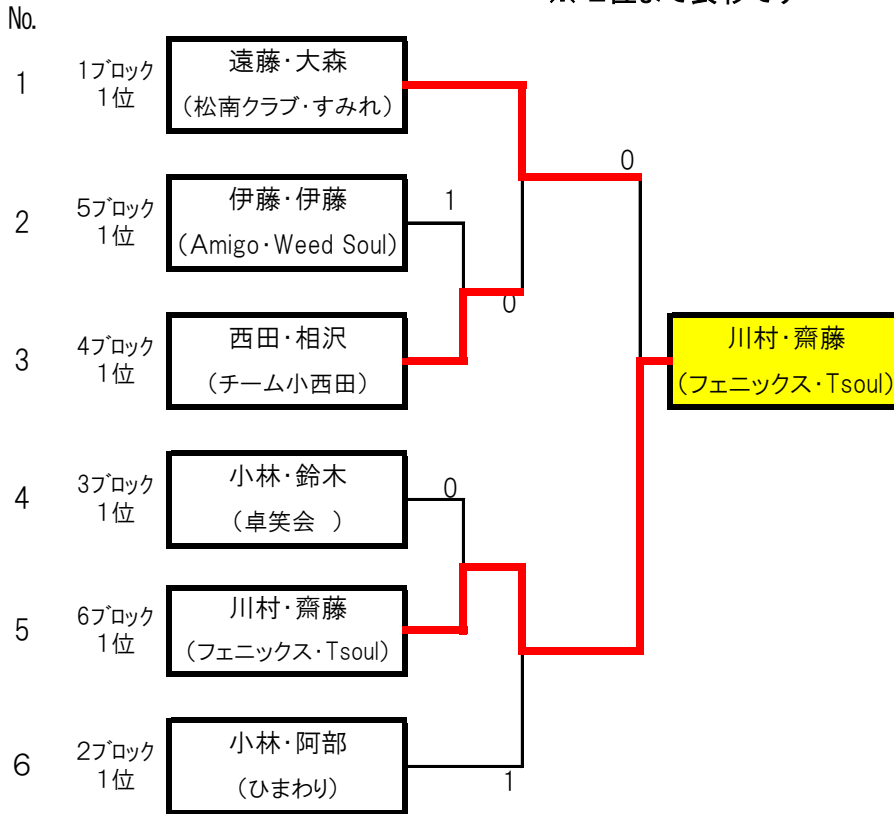 No.
1
1ブロック
1位
遠藤・大森
(松南クラブ・すみれ)
0
2
5ブロック
1位
伊藤・伊藤
(Amigo・Weed Soul)
1
0
3
4ブロック
1位
西田・相沢
(チーム小西田)
川村・齋藤
(フェニックス・Tsoul)
4
3ブロック
1位
小林・鈴木
(卓笑会 )
0
5
6ブロック
1位
川村・齋藤
(フェニックス・Tsoul)
6
2ブロック
1位
小林・阿部
(ひまわり)
1